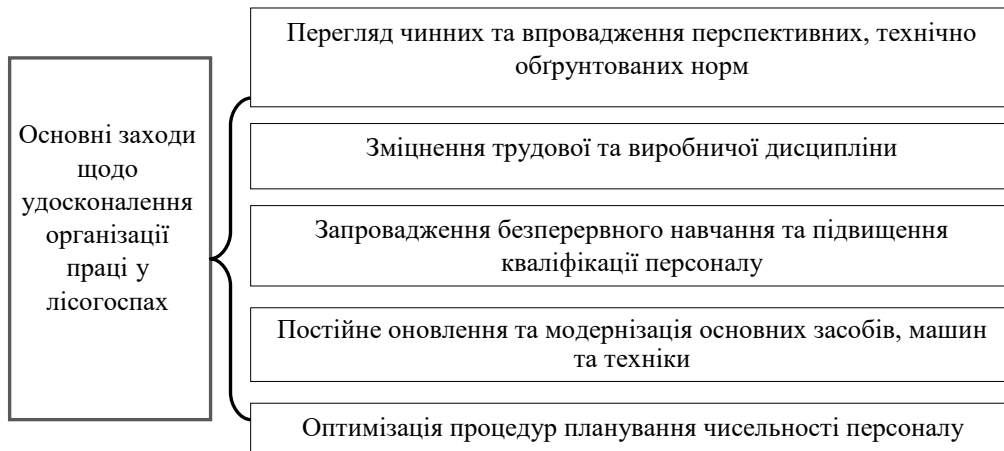 Основні заходи
щодо
удосконалення
організації
праці у
лісогоспах
Перегляд чинних та впровадження перспективних, технічно
обґрунтованих норм
Зміцнення трудової та виробничої дисципліни
Запровадження безперервного навчання та підвищення
кваліфікації персоналу
Постійне оновлення та модернізація основних засобів, машин
та техніки
Оптимізація процедур планування чисельності персоналу